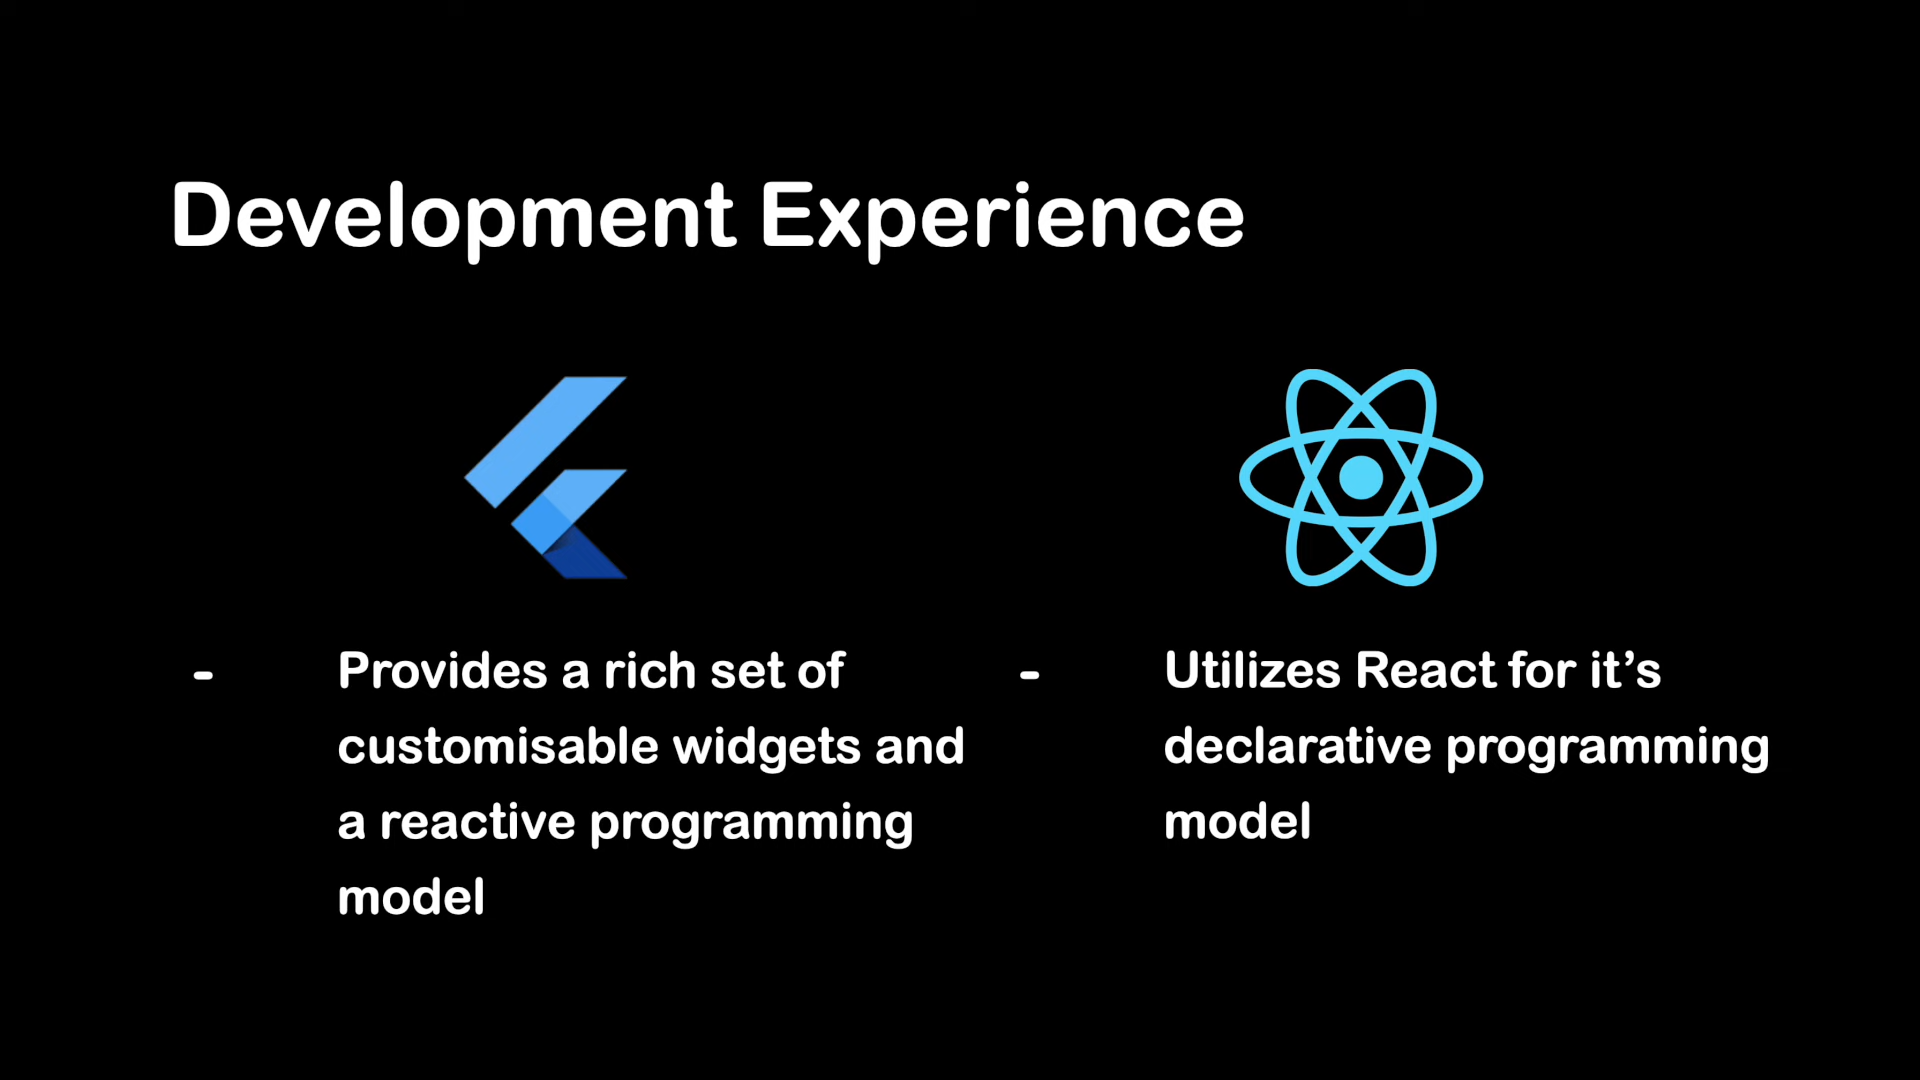 Development Experience
- Provides a rich set of
customisable widgets and
a reactive programming
model
- Utilizes React for it’s
declarative programming
model